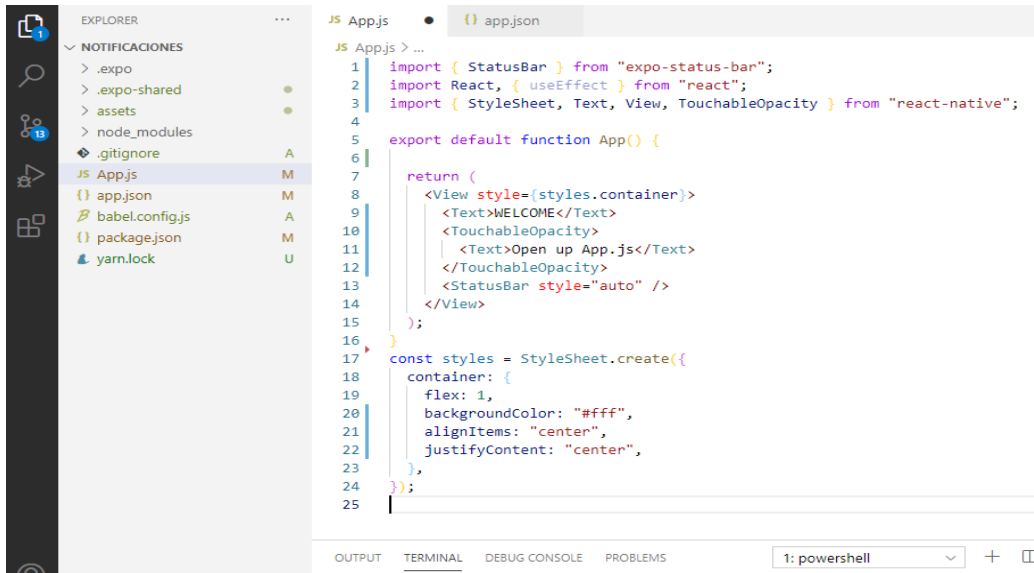 EXPLORER ...
NOTIFICACIONES
.expo
.expo-shared
assets
node_modules
.gitignore A
JS App.js M
{} app.json M
babel.config.js A
{} package.json M
yarn.lock U
1
13
JS App.js {} app.json
JS App.js > ...
1 import { StatusBar } from "expo-status-bar";
2 import React, { useEffect } from "react";
3 import { StyleSheet, Text, View, TouchableOpacity } from "react-native";
4
5 export default function App() {
6
7   return (
8     <View style={styles.container}>
9       <Text>WELCOME</Text>
10       <TouchableOpacity>
11         <Text>Open up App.js</Text>
12       </TouchableOpacity>
13       <StatusBar style="auto" />
14     </View>
15   );
16 }
17 const styles = StyleSheet.create({
18   container: {
19     flex: 1,
20     backgroundColor: "#fff",
21     alignItems: "center",
22     justifyContent: "center",
23   },
24 });
25
OUTPUT TERMINAL DEBUG CONSOLE PROBLEMS 1: powershell